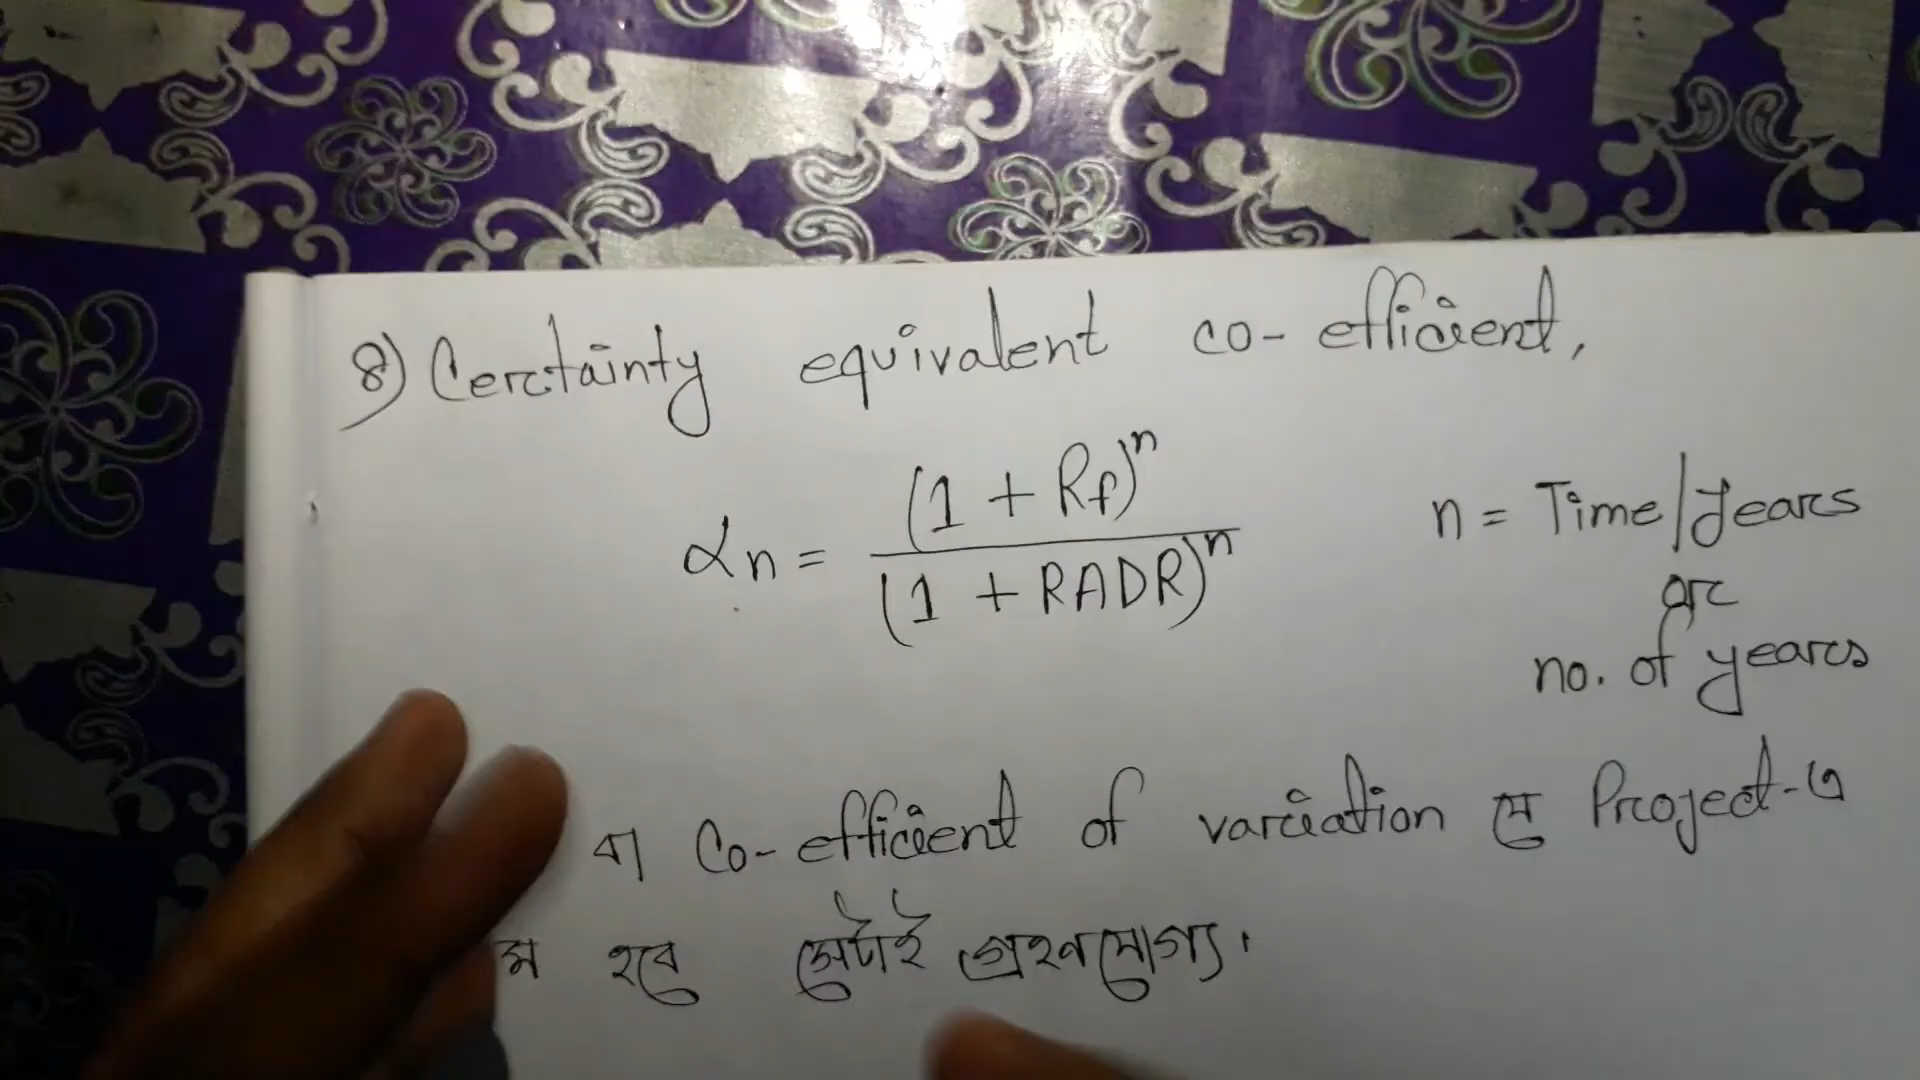 8) Certainty equivalent co-efficient,
αn = (1 + Rf)^n / (1 + RADR)^n
n = Time/years
or
no. of years
বা Co-efficient of variation যে Project-এ
হবে সেটাই গ্রহণযোগ্য।